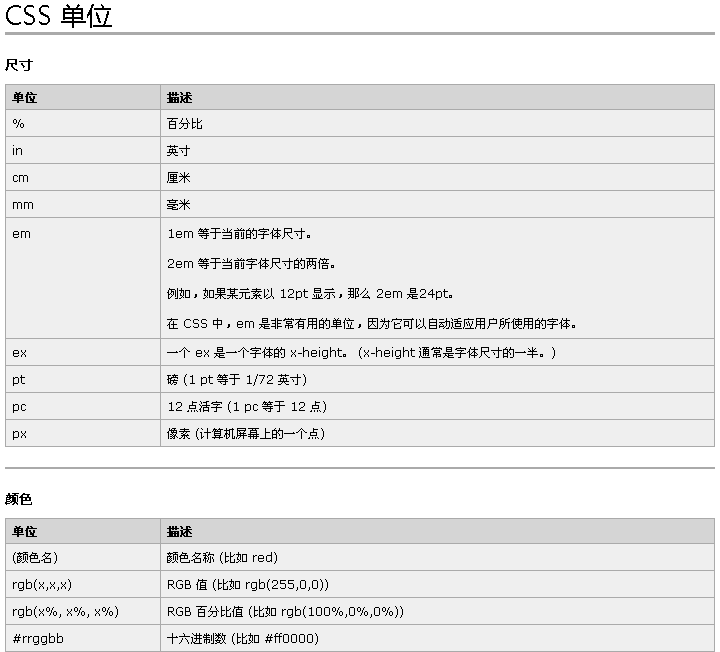 CSS 单位
尺寸
单位 描述
% 百分比
in 英寸
cm 厘米
mm 毫米
em 1em 等于当前的字体尺寸。
2em 等于当前字体尺寸的两倍。
例如，如果某元素以 12pt 显示，那么 2em 是24pt。
在 CSS 中，em 是非常有用的单位，因为它可以自动适应用户所使用的字体。
ex 一个 ex 是一个字体的 x-height。 (x-height 通常是字体尺寸的一半。)
pt 磅 (1 pt 等于 1/72 英寸)
pc 12 点活字 (1 pc 等于 12 点)
px 像素 (计算机屏幕上的一个点)
颜色
单位 描述
(颜色名) 颜色名称 (比如 red)
rgb(x,x,x) RGB 值 (比如 rgb(255,0,0))
rgb(x%, x%, x%) RGB 百分比值 (比如 rgb(100%,0%,0%))
#rrggbb 十六进制数 (比如 #ff0000)